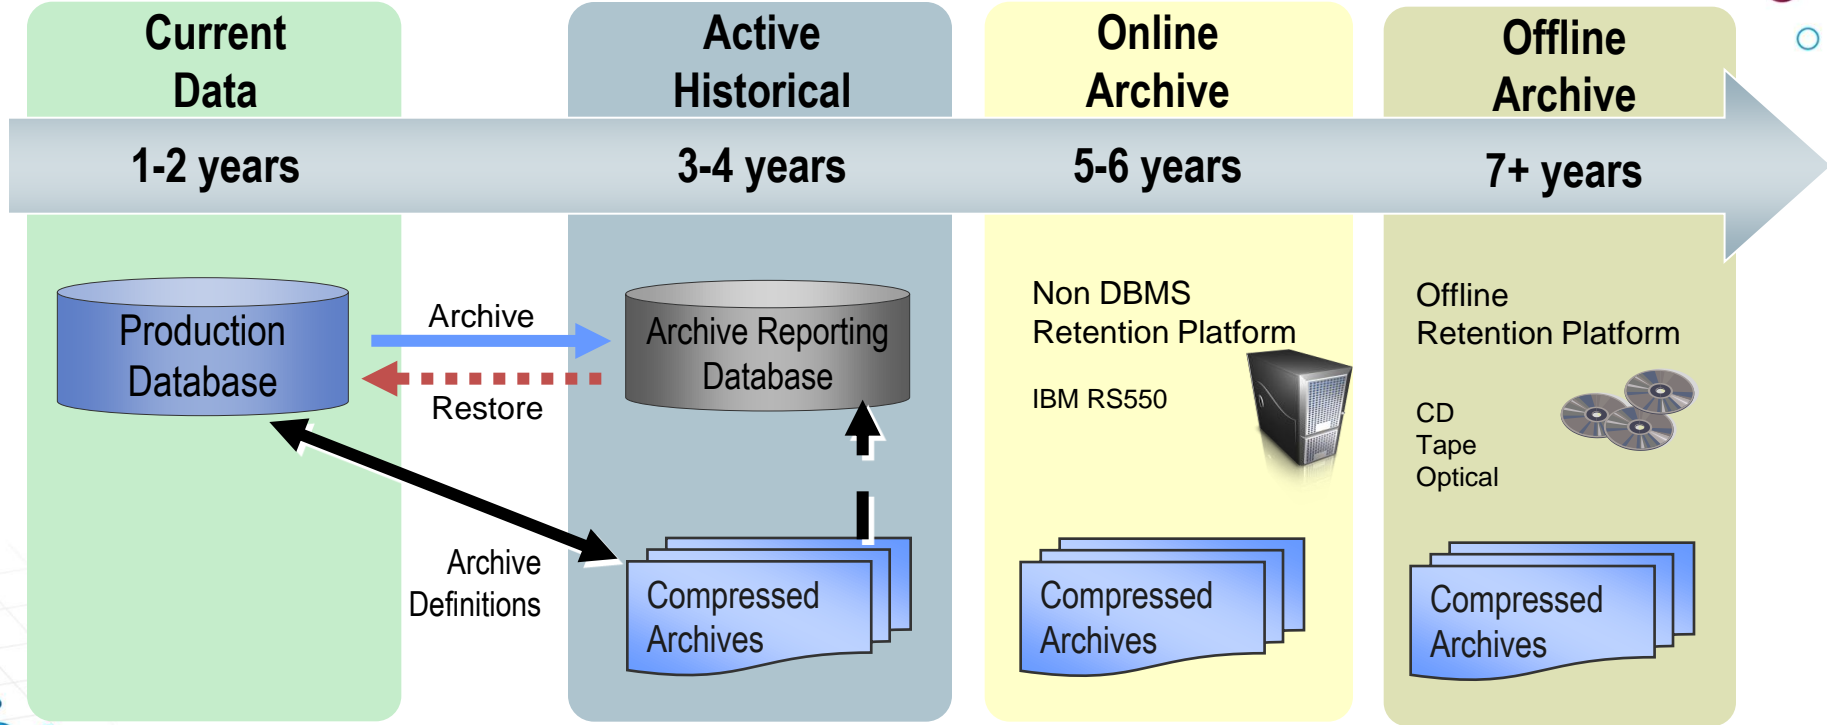 Current
Data
Active
Historical
Online
Archive
Offline
Archive
1-2 years
3-4 years
5-6 years
7+ years
Production
Database
Archive
Restore
Archive Reporting
Database
Non DBMS
Retention Platform
IBM RS550
Offline
Retention Platform
CD
Tape
Optical
Archive
Definitions
Compressed
Archives
Compressed
Archives
Compressed
Archives